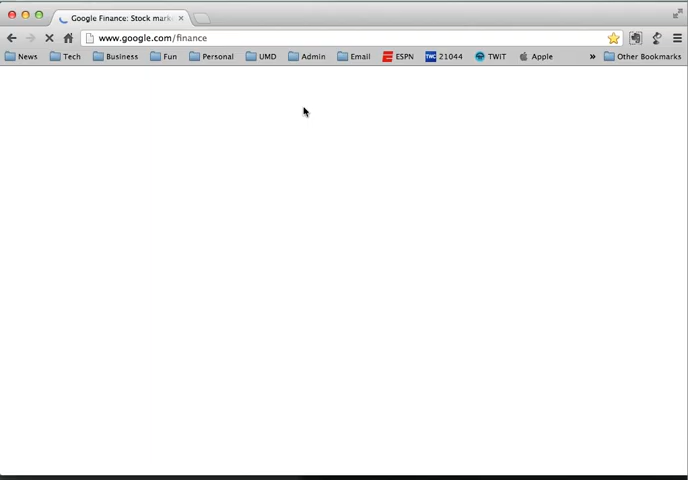 Google Finance: Stock mark
www.google.com/finance
News Tech Business Fun Personal UMD Admin Email ESPN TWC 21044 TWiT Apple » Other Bookmarks